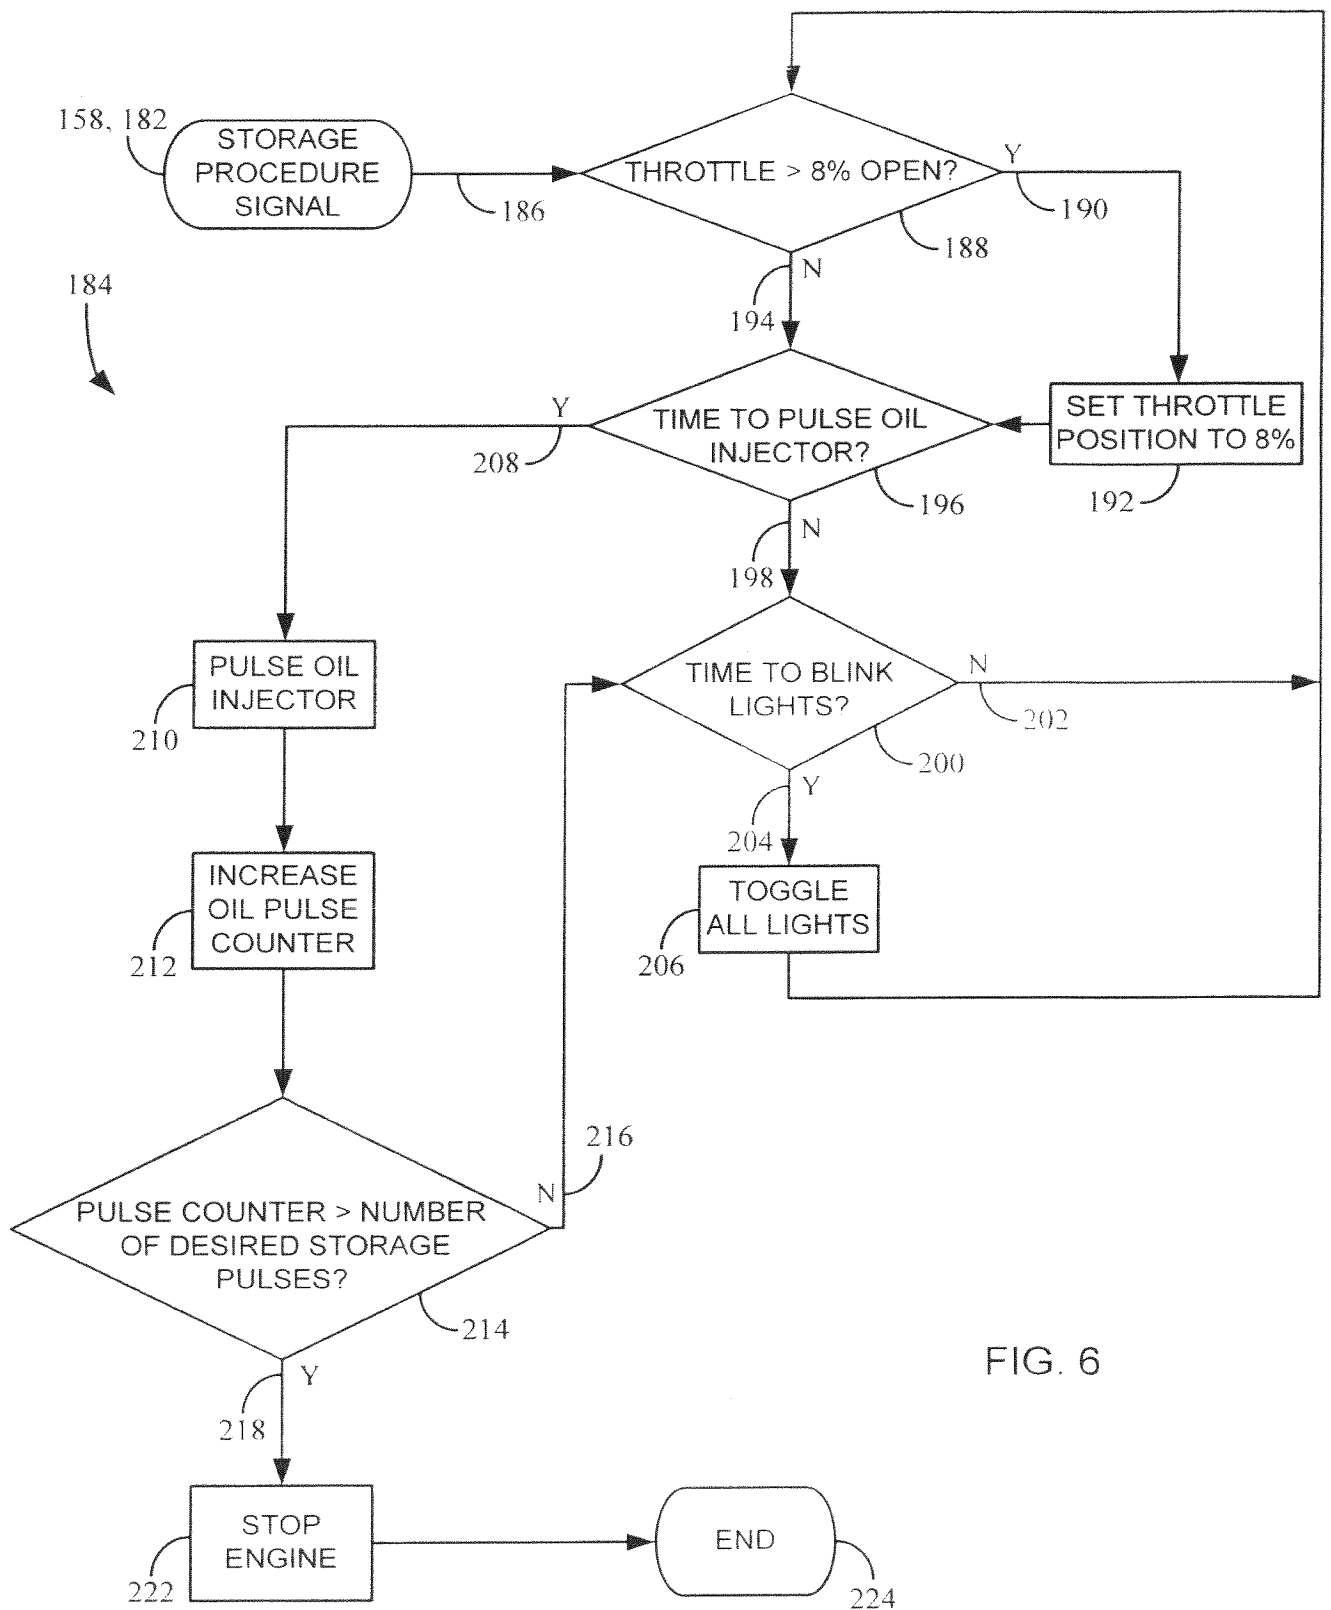 158, 182
STORAGE
PROCEDURE
SIGNAL
186
THROTTLE > 8% OPEN?
Y
190
188
N
194
184
TIME TO PULSE OIL
INJECTOR?
Y
208
196
SET THROTTLE
POSITION TO 8%
192
N
198
PULSE OIL
INJECTOR
210
TIME TO BLINK
LIGHTS?
N
202
200
Y
204
INCREASE
OIL PULSE
COUNTER
212
TOGGLE
ALL LIGHTS
206
216
N
PULSE COUNTER > NUMBER
OF DESIRED STORAGE
PULSES?
214
Y
218
FIG. 6
STOP
ENGINE
222
END
224